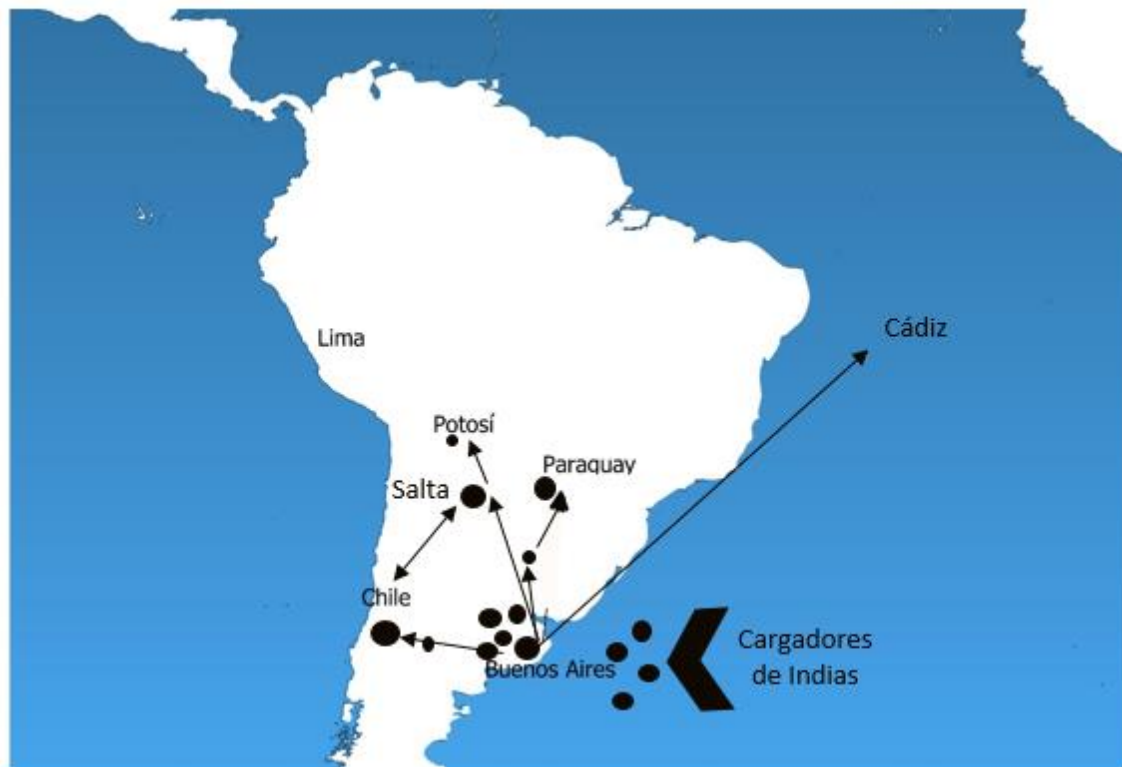 Cádiz
Lima
Potosí
Paraguay
Salta
Chile
Buenos Aires
Cargadores
de Indias